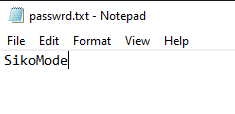 passwrd.txt - Notepad
File Edit Format View Help
SikoMode